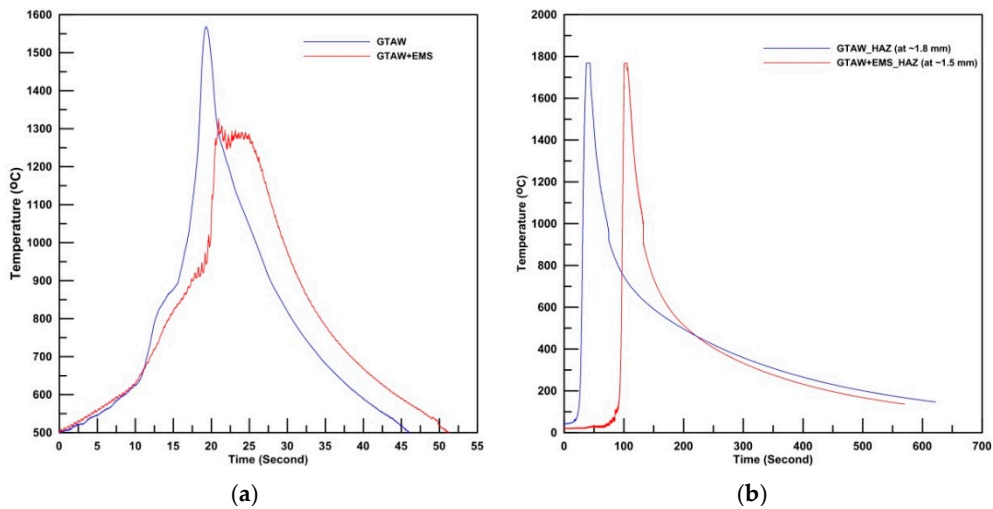 1600
1500
1400
1300
1200
1100
1000
900
800
700
600
500
Temperature (ºC)
GTAW
GTAW+EMS
0 5 10 15 20 25 30 35 40 45 50 55
Time (Second)
(a)
2000
1800
1600
1400
1200
1000
800
600
400
200
0
Temperature (ºC)
GTAW_HAZ (at ~1.8 mm)
GTAW+EMS_HAZ (at ~1.5 mm)
0 100 200 300 400 500 600 700
Time (Second)
(b)